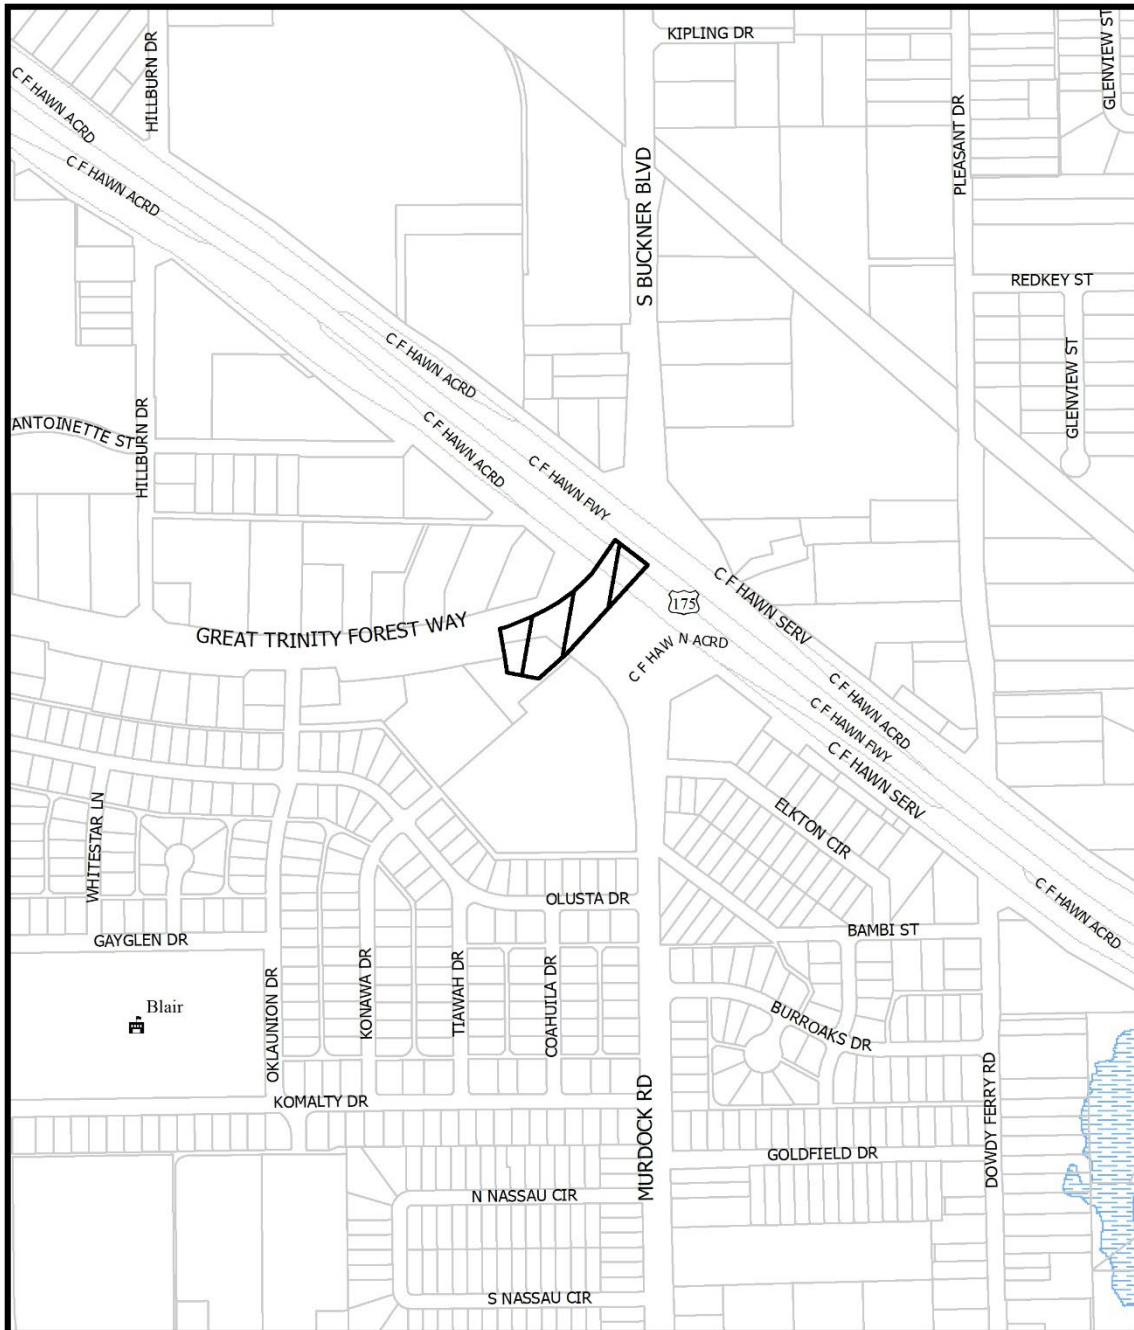 KIPLING DR
GLENVIEW ST
HILLBURN DR
C F HAWN ACRD
PLEASANT DR
C F HAWN ACRD
S BUCKNER BLVD
REDKEY ST
C F HAWN ACRD
GLENVIEW ST
ANTOINETTE ST
HILLBURN DR
C F HAWN ACRD
C F HAWN FWY
C F HAWN SERV
175
GREAT TRINITY FOREST WAY
C F HAW N ACRD
C F HAWN ACRD
C F HAWN FWY
C F HAWN SERV
ELKTON CIR
WHITESTAR LN
OLUSTA DR
C F HAWN ACRD
BAMBI ST
GAYGLEN DR
OKLAUNION DR
KONAWA DR
TIAWAH DR
COAHUILA DR
Blair
BURROAKS DR
KOMALTY DR
MURDOCK RD
DOWDY FERRY RD
GOLDFIELD DR
N NASSAU CIR
S NASSAU CIR